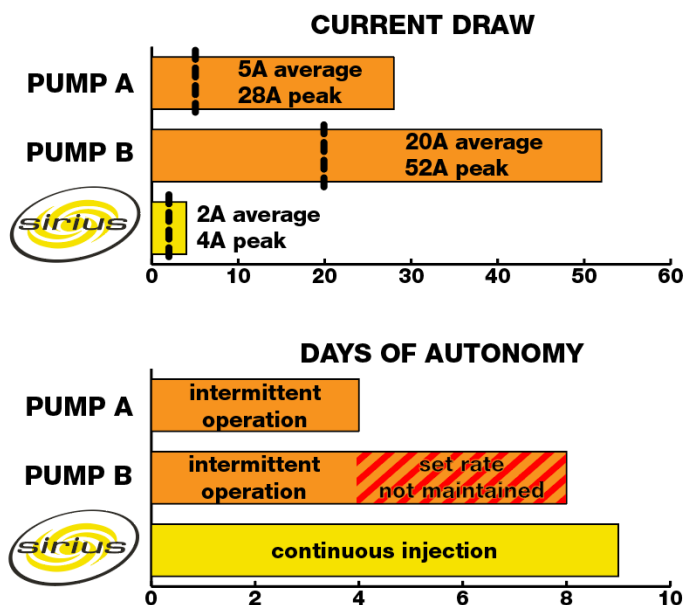 CURRENT DRAW
PUMP A
5A average
28A peak
PUMP B
20A average
52A peak
sirius
2A average
4A peak
0 10 20 30 40 50 60
DAYS OF AUTONOMY
PUMP A
intermittent
operation
PUMP B
intermittent
operation
set rate
not maintained
sirius
continuous injection
0 2 4 6 8 10